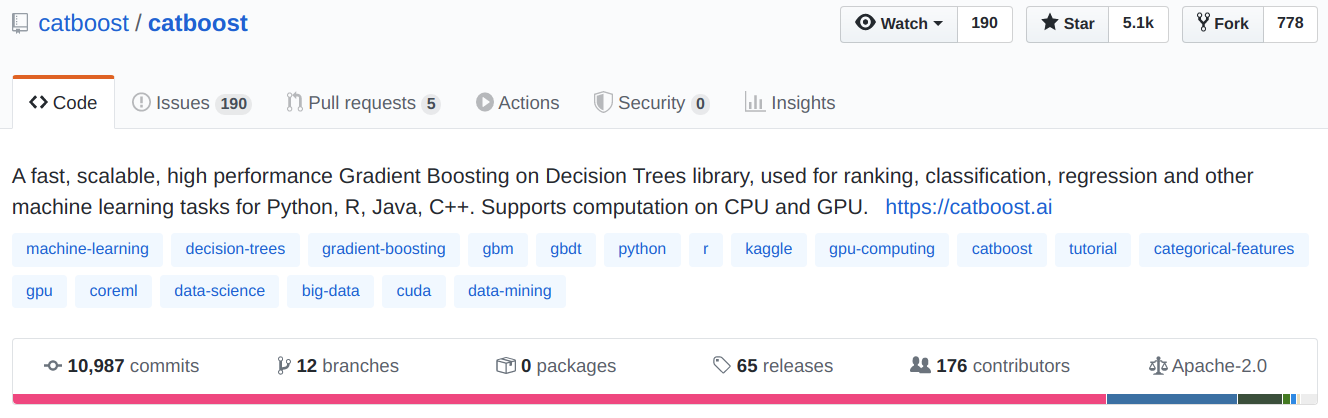 catboost / catboost Watch 190 Star 5.1k Fork 778
Code Issues 190 Pull requests 5 Actions Security 0 Insights
A fast, scalable, high performance Gradient Boosting on Decision Trees library, used for ranking, classification, regression and other
machine learning tasks for Python, R, Java, C++. Supports computation on CPU and GPU. https://catboost.ai
machine-learning decision-trees gradient-boosting gbm gbdt python r kaggle gpu-computing catboost tutorial categorical-features
gpu coreml data-science big-data cuda data-mining
10,987 commits 12 branches 0 packages 65 releases 176 contributors Apache-2.0